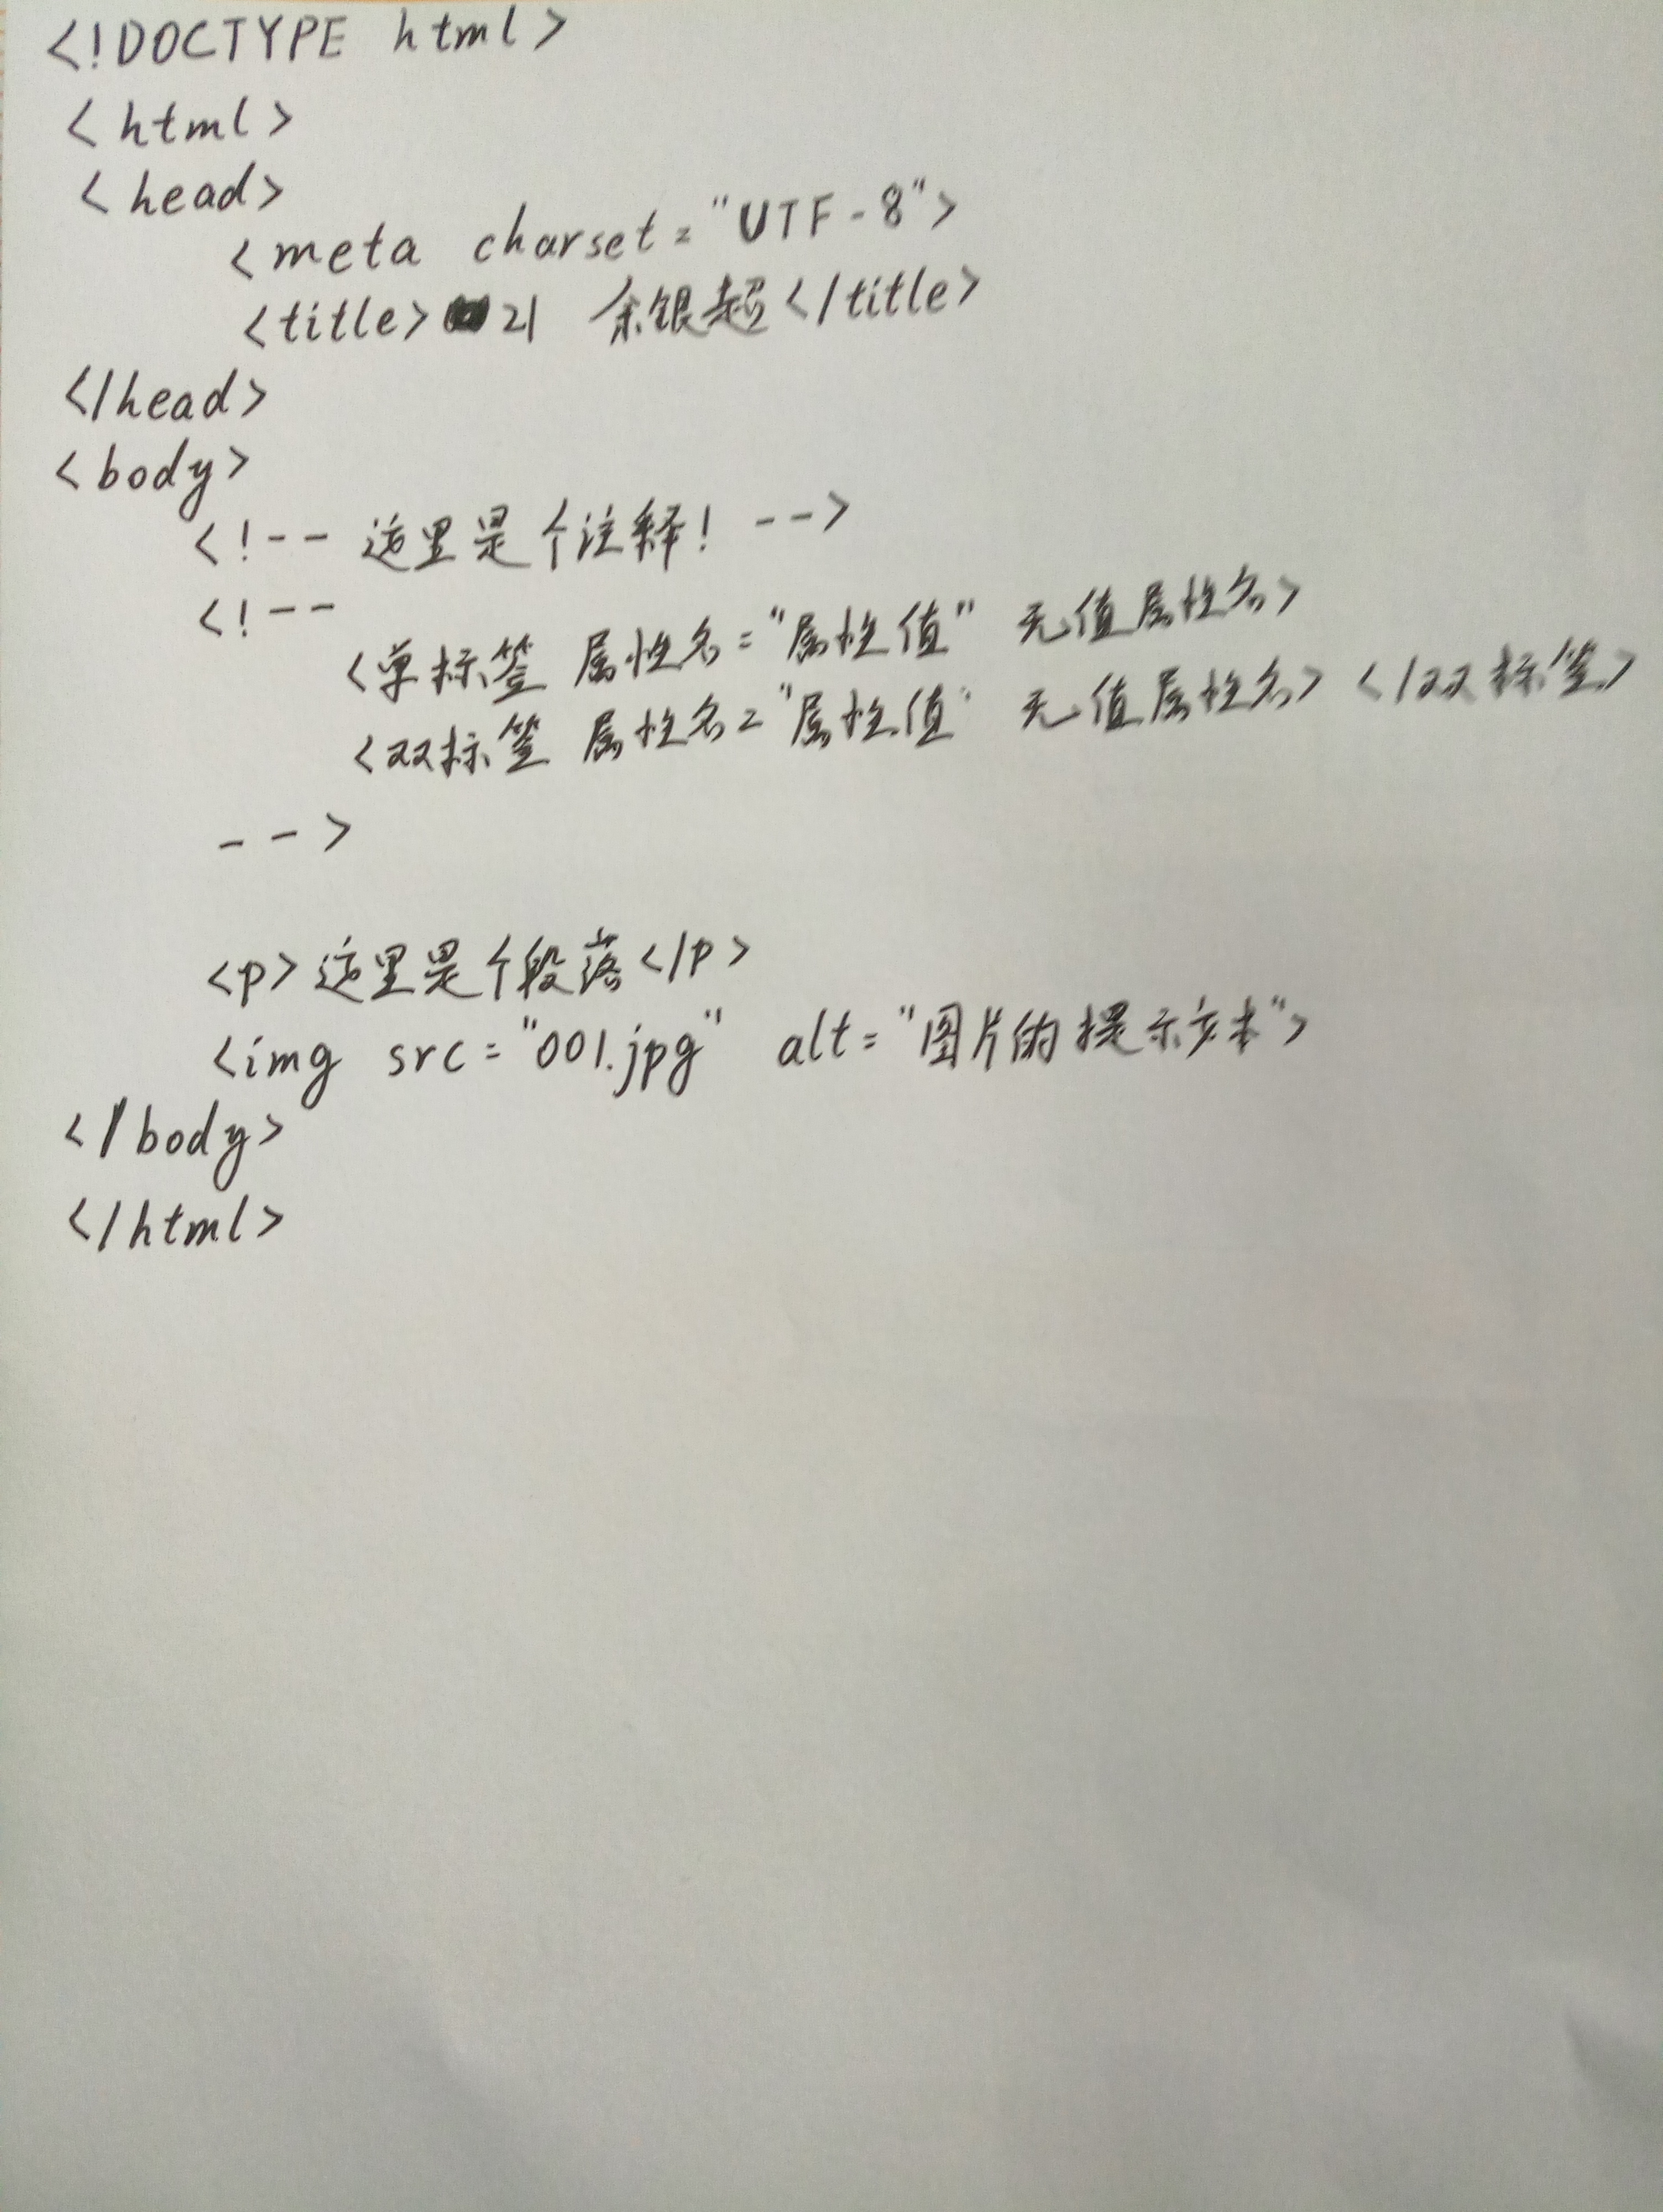 <!DOCTYPE html>
<html>
<head>
<meta charset="UTF-8">
<title>21 余银超</title>
</head>
<body>
<!-- 这里是个注释! -->
<!--
<单标签 属性名="属性值" 无值属性名>
<双标签 属性名="属性值" 无值属性名></双标签>
-->
<p>这里是个段落</p>
<img src="001.jpg" alt="图片的提示文本">
</body>
</html>